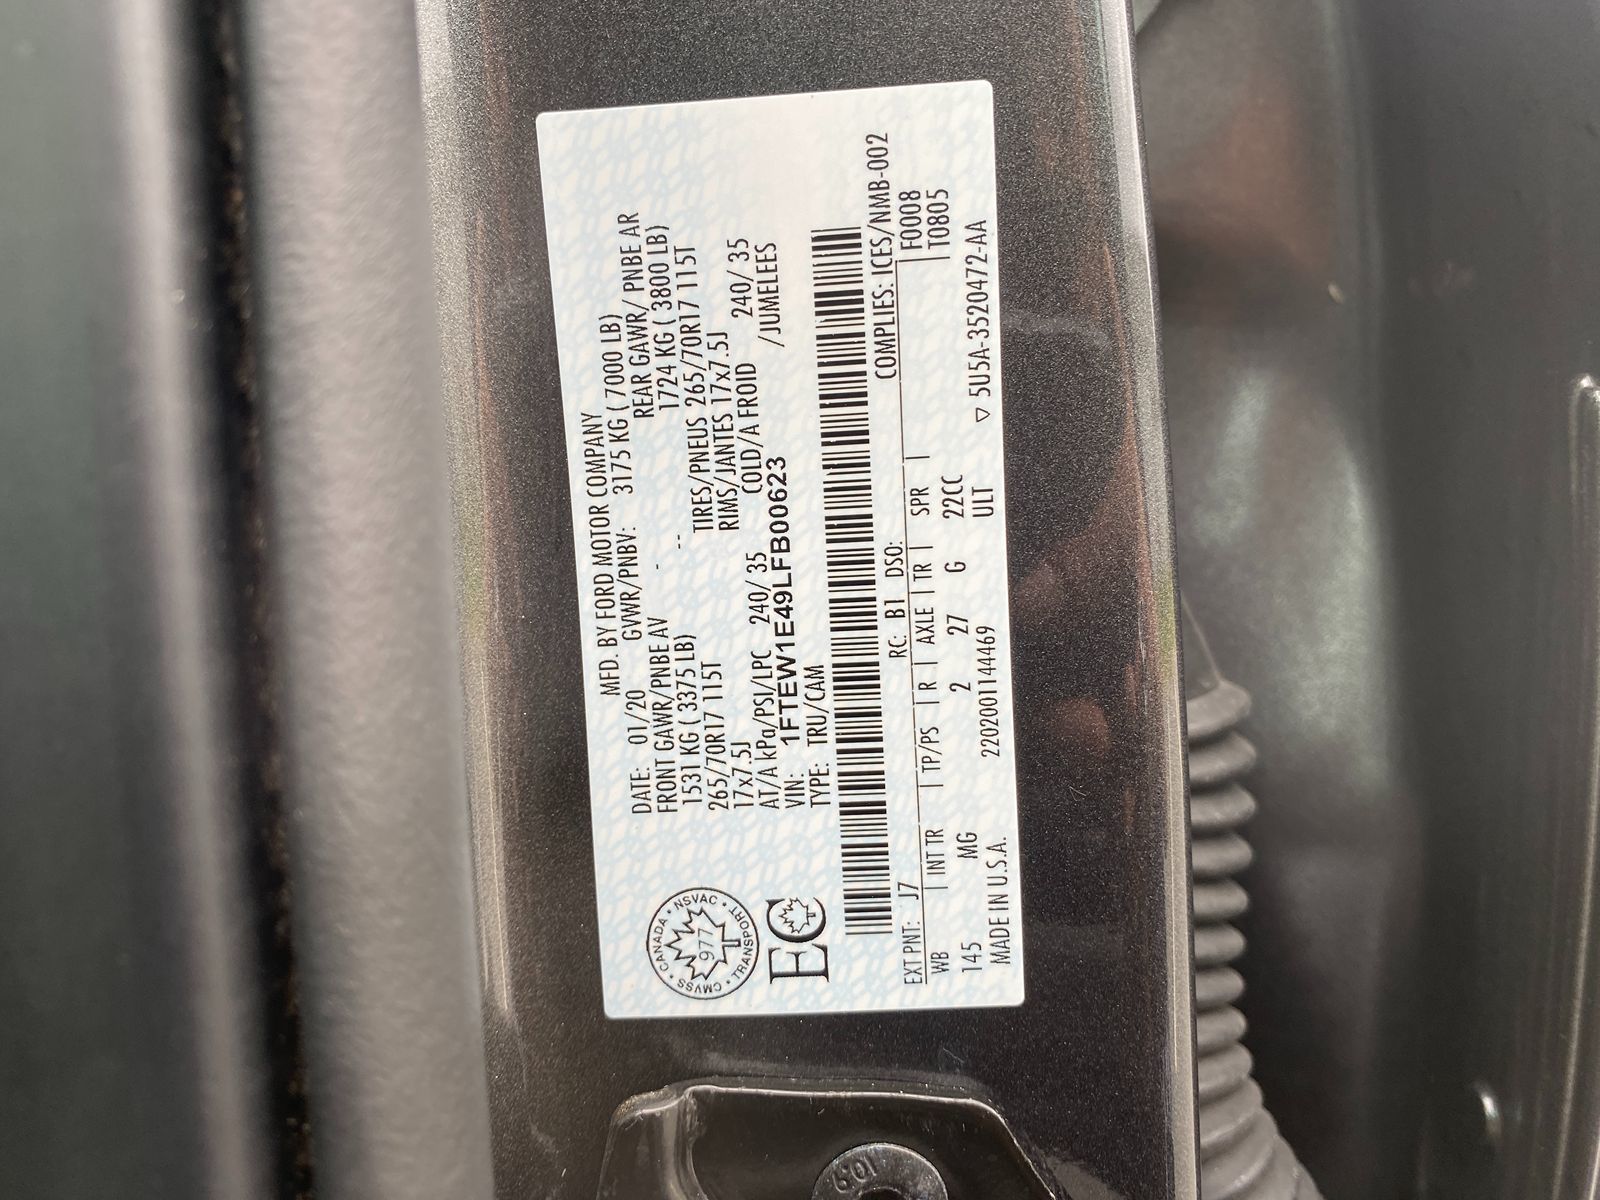 MFD. BY FORD MOTOR COMPANY
DATE: 01/20 GVWR/PNBV: 3175 KG ( 7000 LB)
FRONT GAWR/PNBE AV - -- REAR GAWR/ PNBE AR
1531 KG ( 3375 LB) 1724 KG ( 3800 LB)
265/70R17 115T TIRES/PNEUS 265/70R17 115T
17x7.5J RIMS/JANTES 17x7.5J
AT/A kPa/PSI/LPC 240/ 35 COLD/A FROID 240/ 35
VIN: 1FTEW1E49LFB00623 /JUMELEES
TYPE: TRU/CAM
CANADA • NSVAC • TRANSPORT • CMVSS •
977
EC
COMPLIES: ICES/NMB-002
EXT PNT: J7 RC: B1 DSO: F0008
WB | INT TR | TP/PS | R | AXLE | TR | SPR | T0805
145 MG 2 27 G 22CC
MADE IN U.S.A. 220200114446​9 ULT ▽ 5U5A-3520472-AA
108